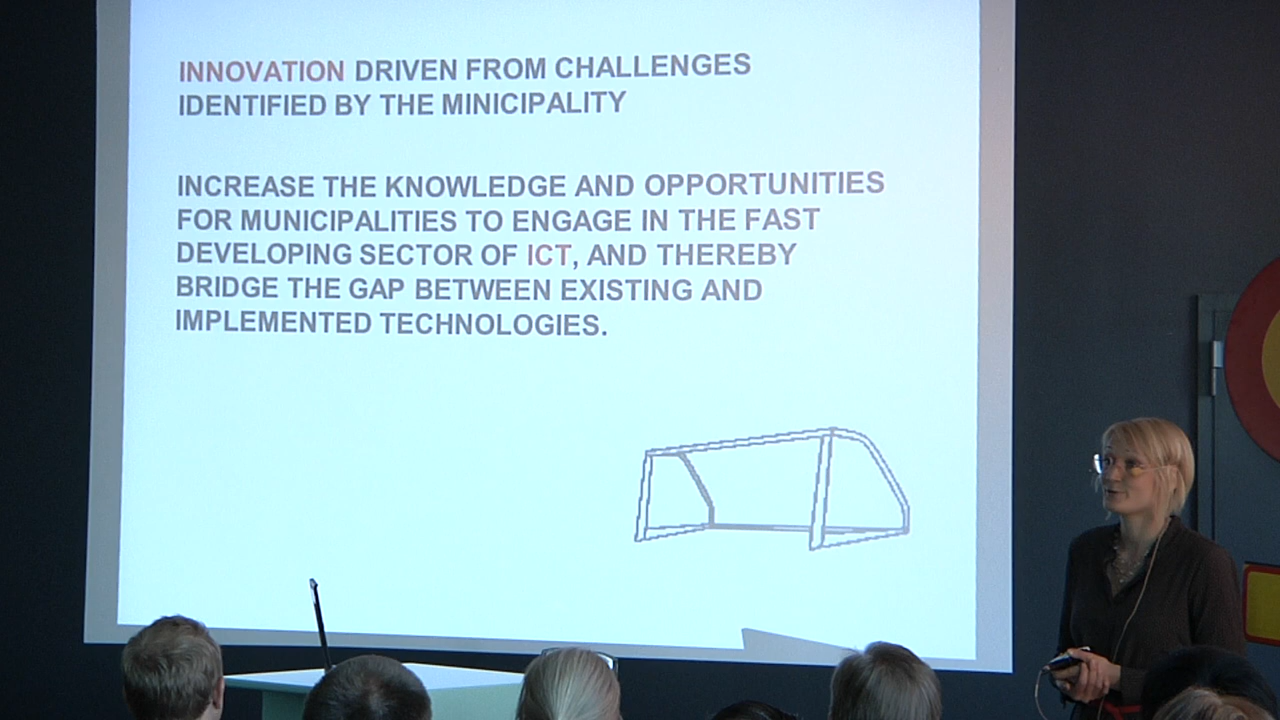 INNOVATION DRIVEN FROM CHALLENGES
IDENTIFIED BY THE MINICIPALITY
INCREASE THE KNOWLEDGE AND OPPORTUNITIES
FOR MUNICIPALITIES TO ENGAGE IN THE FAST
DEVELOPING SECTOR OF ICT, AND THEREBY
BRIDGE THE GAP BETWEEN EXISTING AND
IMPLEMENTED TECHNOLOGIES.